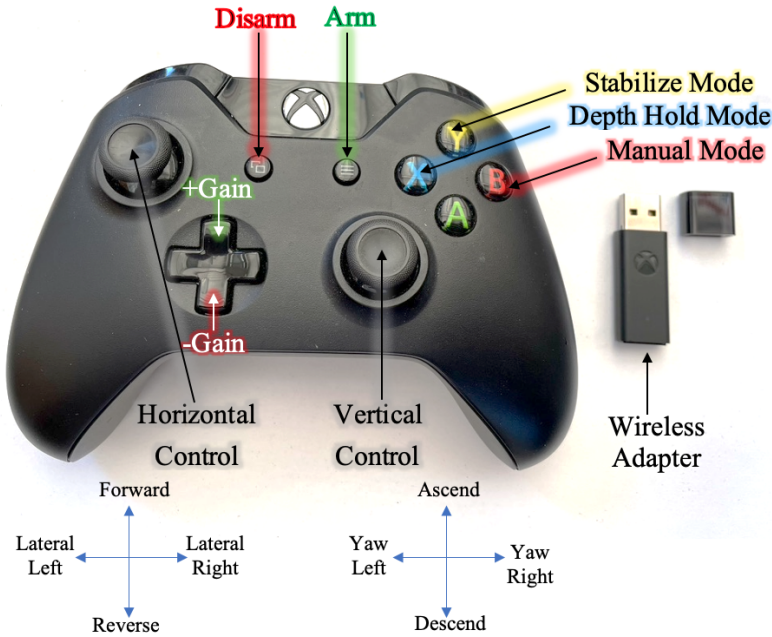 Disarm
Arm
Stabilize Mode
Depth Hold Mode
Manual Mode
Y
X
B
A
+Gain
-Gain
Horizontal
Control
Vertical
Control
Wireless
Adapter
Forward
Lateral
Left
Lateral
Right
Reverse
Ascend
Yaw
Left
Yaw
Right
Descend